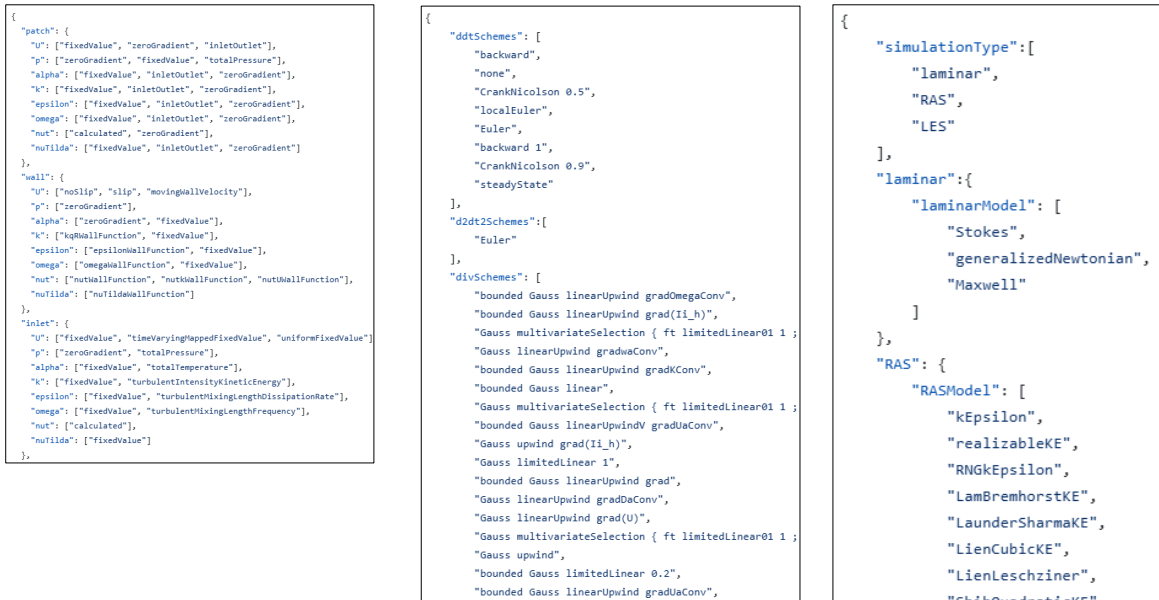 {
"patch": {
"U": ["fixedValue", "zeroGradient", "inletOutlet"],
"p": ["zeroGradient", "fixedValue", "totalPressure"],
"alpha": ["fixedValue", "inletOutlet", "zeroGradient"],
"k": ["fixedValue", "inletOutlet", "zeroGradient"],
"epsilon": ["fixedValue", "inletOutlet", "zeroGradient"],
"omega": ["fixedValue", "inletOutlet", "zeroGradient"],
"nut": ["calculated", "zeroGradient"],
"nuTilda": ["fixedValue", "inletOutlet", "zeroGradient"]
},
"wall": {
"U": ["noSlip", "slip", "movingWallVelocity"],
"p": ["zeroGradient"],
"alpha": ["zeroGradient", "fixedValue"],
"k": ["kqRWallFunction", "fixedValue"],
"epsilon": ["epsilonWallFunction", "fixedValue"],
"omega": ["omegaWallFunction", "fixedValue"],
"nut": ["nutWallFunction", "nutkWallFunction", "nutUWallFunction"],
"nuTilda": ["nuTildaWallFunction"]
},
"inlet": {
"U": ["fixedValue", "timeVaryingMappedFixedValue", "uniformFixedValue"]
"p": ["zeroGradient", "totalPressure"],
"alpha": ["fixedValue", "totalTemperature"],
"k": ["fixedValue", "turbulentIntensityKineticEnergy"],
"epsilon": ["fixedValue", "turbulentMixingLengthDissipationRate"],
"omega": ["fixedValue", "turbulentMixingLengthFrequency"],
"nut": ["calculated"],
"nuTilda": ["fixedValue"]
},
{
"ddtSchemes": [
"backward",
"none",
"CrankNicolson 0.5",
"localEuler",
"Euler",
"backward 1",
"CrankNicolson 0.9",
"steadyState"
],
"d2dt2Schemes":[
"Euler"
],
"divSchemes": [
"bounded Gauss linearUpwind gradOmegaConv",
"bounded Gauss linearUpwind grad(Ii_h)",
"Gauss multivariateSelection { ft limitedLinear01 1 ;
"Gauss linearUpwind gradwaConv",
"bounded Gauss linearUpwind gradKConv",
"bounded Gauss linear",
"Gauss multivariateSelection { ft limitedLinear01 1 ;
"bounded Gauss linearUpwindV gradUaConv",
"Gauss upwind grad(Ii_h)",
"Gauss limitedLinear 1",
"bounded Gauss linearUpwind grad",
"Gauss linearUpwind gradDaConv",
"Gauss linearUpwind grad(U)",
"Gauss multivariateSelection { ft limitedLinear01 1 ;
"Gauss upwind",
"bounded Gauss limitedLinear 0.2",
"bounded Gauss linearUpwind gradUaConv",
{
"simulationType":[
"laminar",
"RAS",
"LES"
],
"laminar":{
"laminarModel": [
"Stokes",
"generalizedNewtonian",
"Maxwell"
]
},
"RAS": {
"RASModel": [
"kEpsilon",
"realizableKE",
"RNGkEpsilon",
"LamBremhorstKE",
"LaunderSharmaKE",
"LienCubicKE",
"LienLeschziner",